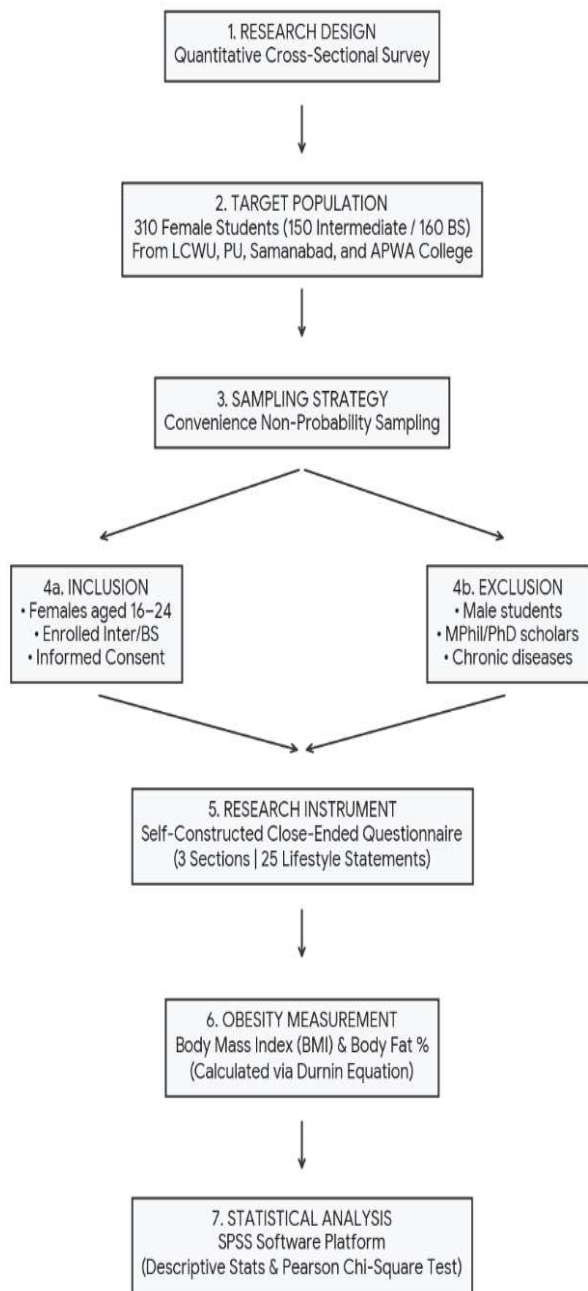 1. RESEARCH DESIGN
Quantitative Cross-Sectional Survey
2. TARGET POPULATION
310 Female Students (150 Intermediate / 160 BS)
From LCWU, PU, Samanabad, and APWA College
3. SAMPLING STRATEGY
Convenience Non-Probability Sampling
4a. INCLUSION
• Females aged 16–24
• Enrolled Inter/BS
• Informed Consent
4b. EXCLUSION
• Male students
• MPhil/PhD scholars
• Chronic diseases
5. RESEARCH INSTRUMENT
Self-Constructed Close-Ended Questionnaire
(3 Sections | 25 Lifestyle Statements)
6. OBESITY MEASUREMENT
Body Mass Index (BMI) & Body Fat %
(Calculated via Durnin Equation)
7. STATISTICAL ANALYSIS
SPSS Software Platform
(Descriptive Stats & Pearson Chi-Square Test)